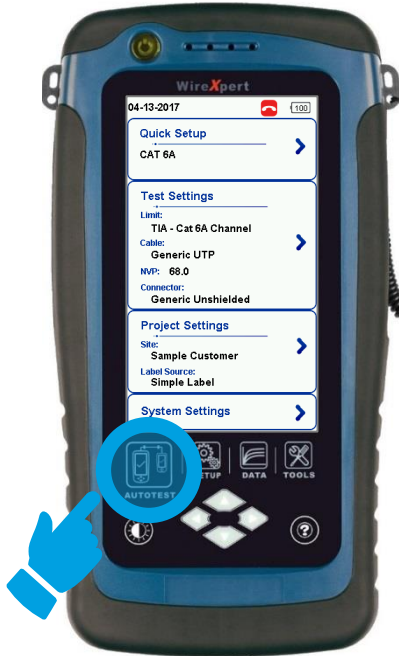 WireXpert
04-13-2017
100
Quick Setup
CAT 6A
Test Settings
Limit:
TIA - Cat 6A Channel
Cable:
Generic UTP
NVP: 68.0
Connector:
Generic Unshielded
Project Settings
Site:
Sample Customer
Label Source:
Simple Label
System Settings
AUTOTEST
ETUP
DATA
TOOLS
?